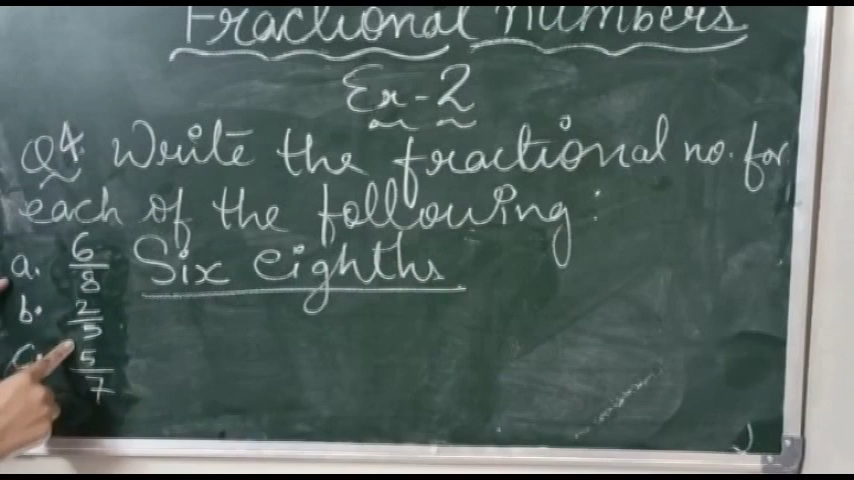 Fractional Numbers
Ex-2
Q4. Write the fractional no. for
each of the following:
a. 6/8 Six eighths
b. 2/5
c. 5/7